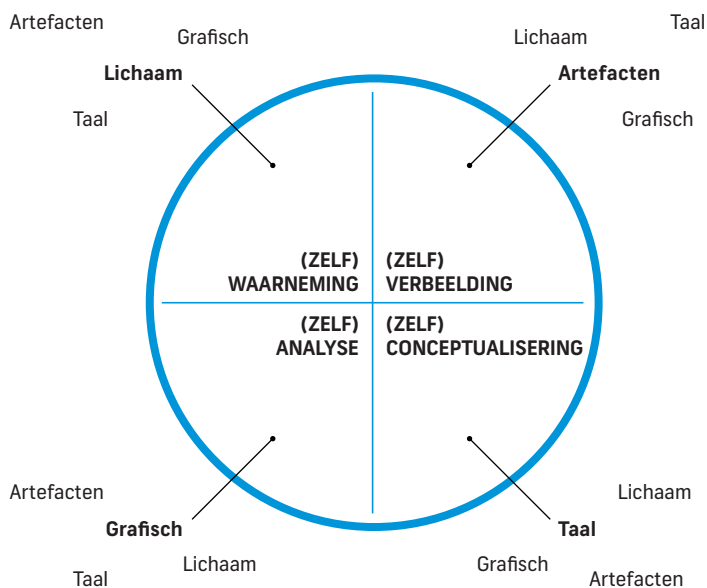 Artefacten
Grafisch
Lichaam
Taal
Lichaam
Taal
Artefacten
Grafisch
(ZELF)
WAARNEMING
(ZELF)
VERBEELDING
(ZELF)
ANALYSE
(ZELF)
CONCEPTUALISERING
Artefacten
Grafisch
Lichaam
Taal
Lichaam
Taal
Grafisch
Artefacten